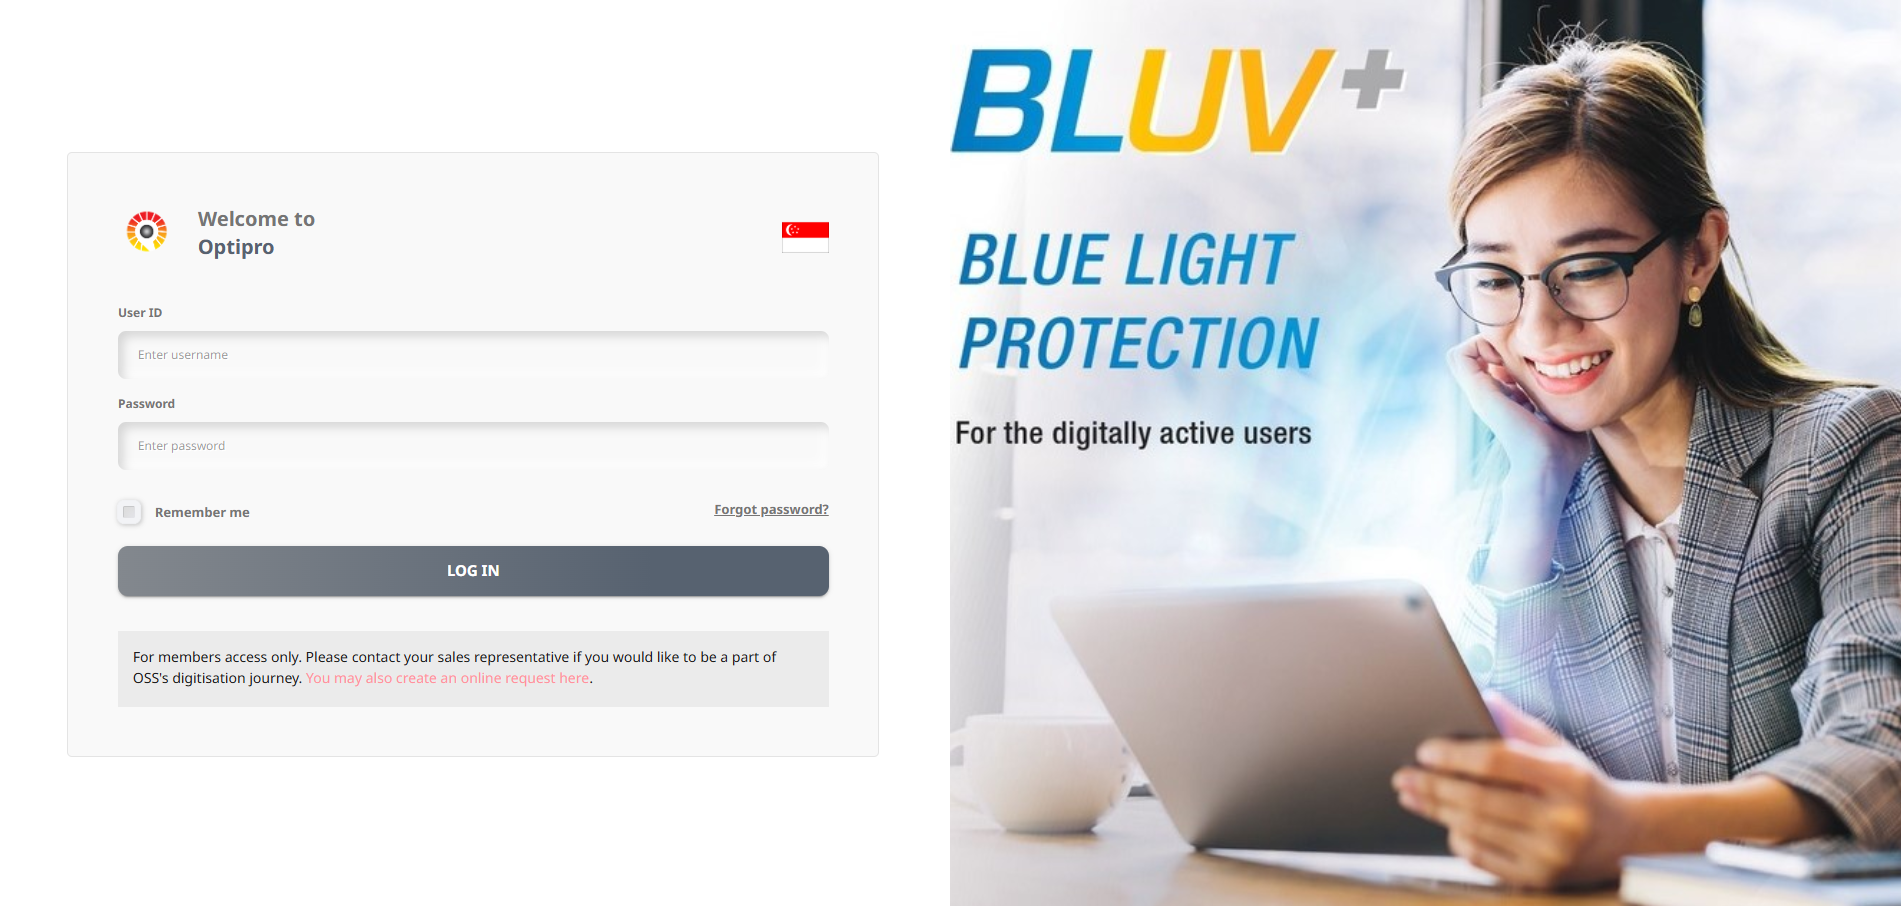 Welcome to
Optipro
User ID
Enter username
Password
Enter password
Remember me
Forgot password?
LOG IN
For members access only. Please contact your sales representative if you would like to be a part of
OSS's digitisation journey. You may also create an online request here.
BLUV+
BLUE LIGHT
PROTECTION
For the digitally active users